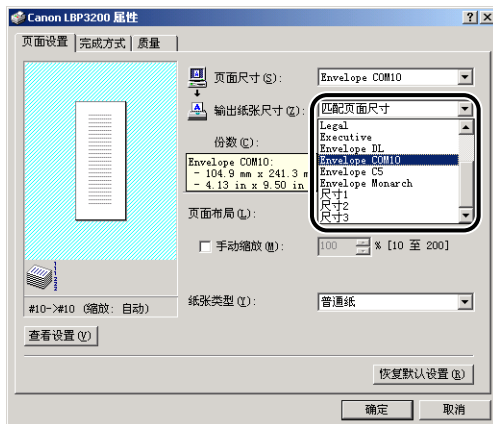 Canon LBP3200 属性
页面设置 完成方式 质量
页面尺寸(S): Envelope COM10
输出纸张尺寸(Z): 匹配页面尺寸
Legal
Executive
Envelope DL
Envelope COM10
Envelope C5
Envelope Monarch
尺寸1
尺寸2
尺寸3
份数(C):
Envelope COM10:
- 104.9 mm x 241.3 m
- 4.13 in x 9.50 in
页面布局(L):
手动缩放(M): 100 % [10 至 200]
#10->#10 (缩放: 自动)
纸张类型(Y): 普通纸
查看设置(V)
恢复默认设置(R)
确定 取消